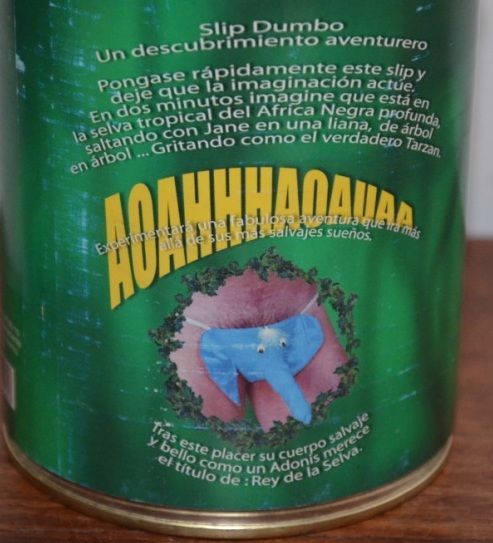 Slip Dumbo
Un descubrimiento aventurero
Pongase rápidamente este slip y
deje que la imaginación actúe.
En dos minutos imagine que está en
la selva tropical del Africa Negra profunda,
saltando con Jane en una liana, de árbol
en árbol ... Gritando como el verdadero Tarzan.
AOAHHHAOAHAA
Experimentará una fabulosa aventura que irá más
allá de sus más salvajes sueños.
Tras este placer su cuerpo salvaje
y bello como un Adonis merece
el título de : Rey de la Selva.